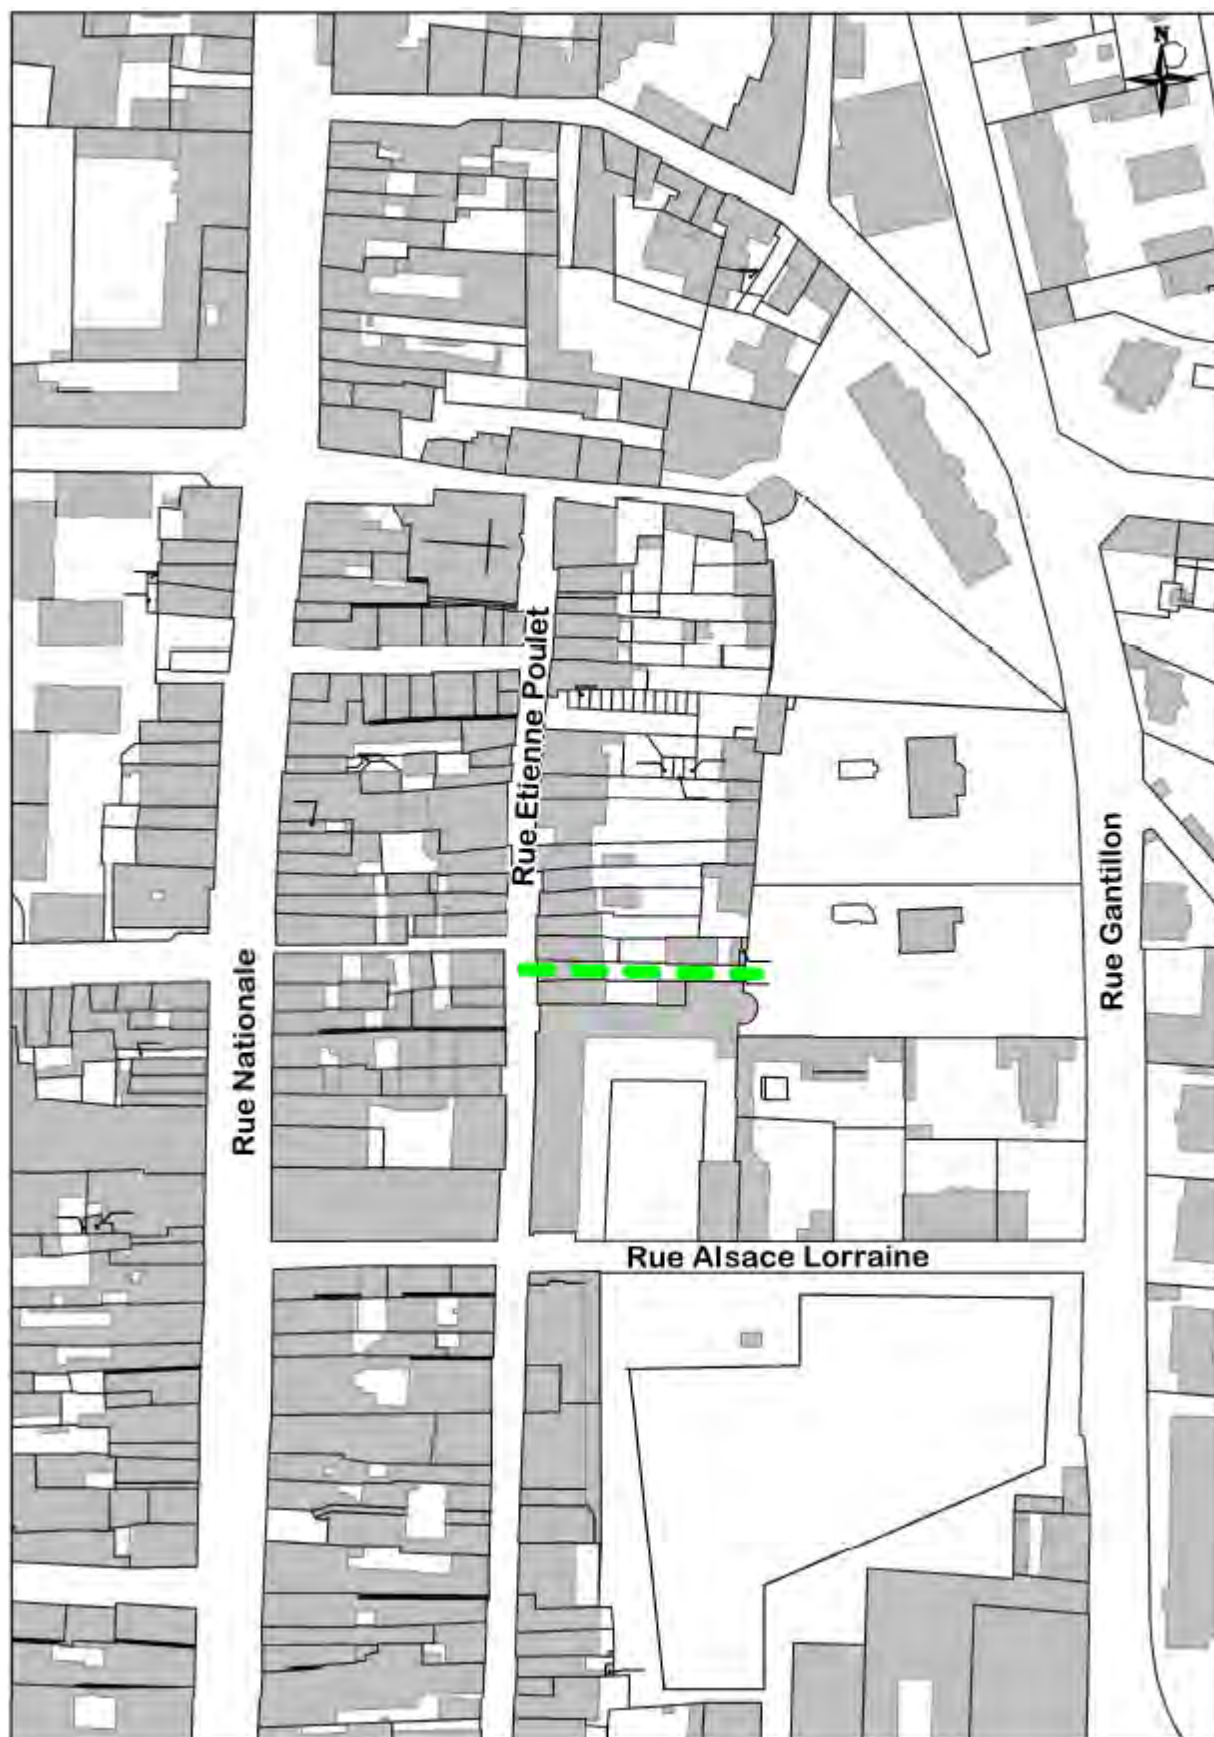 N
Rue Etienne Poulet
Rue Gantillon
Rue Nationale
Rue Alsace Lorraine